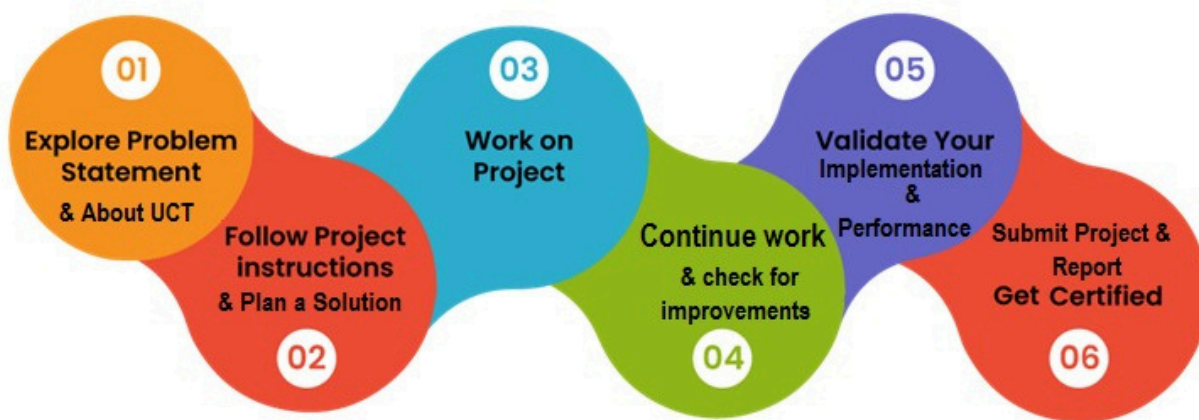 01
Explore Problem
Statement
& About UCT
Follow Project
instructions
& Plan a Solution
02
03
Work on
Project
Continue work
& check for
improvements
04
05
Validate Your
Implementation
&
Performance
Submit Project &
Report
Get Certified
06